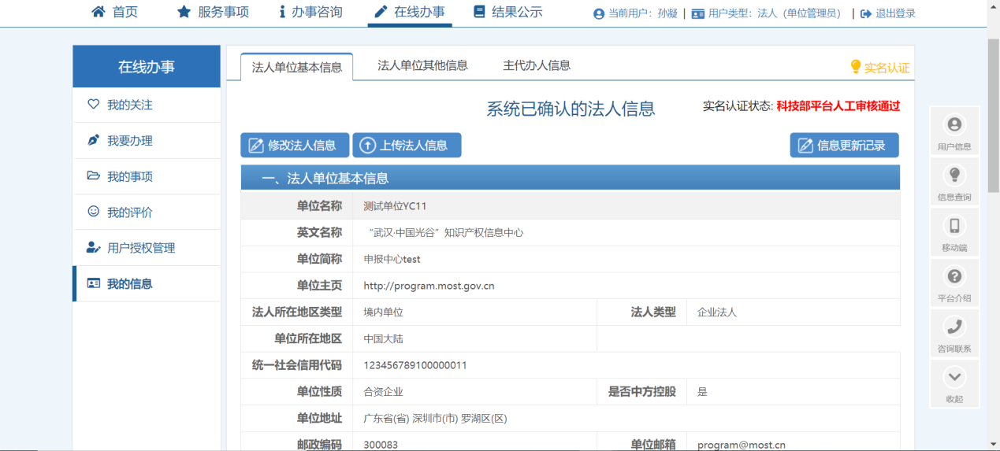 首页 服务事项 办事咨询 在线办事 结果公示 当前用户：孙凝 | 用户类型：法人（单位管理员） | 退出登录
在线办事
我的关注
我要办理
我的事项
我的评价
用户授权管理
我的信息
法人单位基本信息 法人单位其他信息 主代办人信息 实名认证
系统已确认的法人信息 实名认证状态: 科技部平台人工审核通过
修改法人信息 上传法人信息 信息更新记录
一、法人单位基本信息
单位名称 测试单位YC11
英文名称 “武汉·中国光谷”知识产权信息中心
单位简称 申报中心test
单位主页 http://program.most.gov.cn
法人所在地区类型 境内单位 法人类型 企业法人
单位所在地区 中国大陆
统一社会信用代码 123456789100000011
单位性质 合资企业 是否中方控股 是
单位地址 广东省(省) 深圳市(市) 罗湖区(区)
邮政编码 300083 单位邮箱 program@most.cn
用户信息
信息查询
移动端
平台介绍
咨询联系
收起